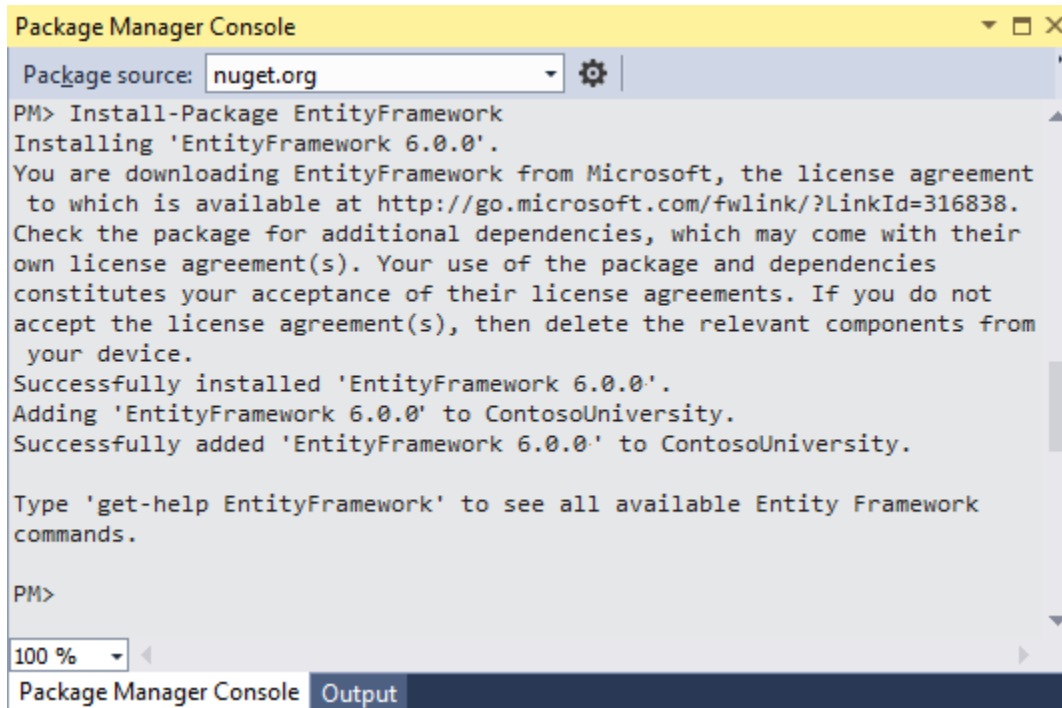 Package Manager Console
Package source: nuget.org
PM> Install-Package EntityFramework
Installing 'EntityFramework 6.0.0'.
You are downloading EntityFramework from Microsoft, the license agreement
 to which is available at http://go.microsoft.com/fwlink/?LinkId=316838.
Check the package for additional dependencies, which may come with their
own license agreement(s). Your use of the package and dependencies
constitutes your acceptance of their license agreements. If you do not
accept the license agreement(s), then delete the relevant components from
 your device.
Successfully installed 'EntityFramework 6.0.0'.
Adding 'EntityFramework 6.0.0' to ContosoUniversity.
Successfully added 'EntityFramework 6.0.0' to ContosoUniversity.
Type 'get-help EntityFramework' to see all available Entity Framework
commands.
PM>
100 %
Package Manager Console Output